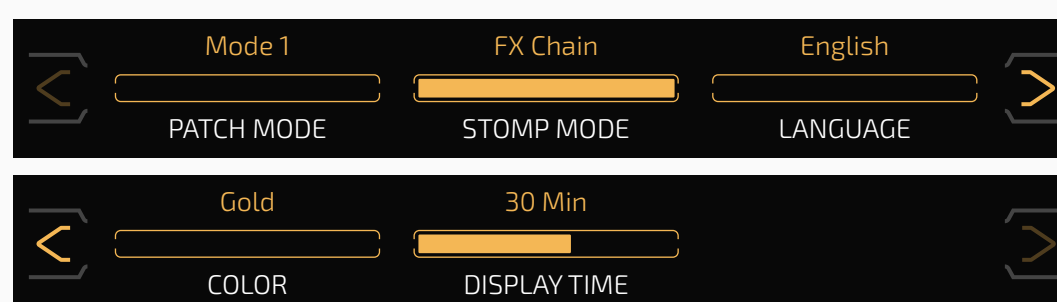 Mode 1 FX Chain English
PATCH MODE STOMP MODE LANGUAGE
Gold 30 Min
COLOR DISPLAY TIME